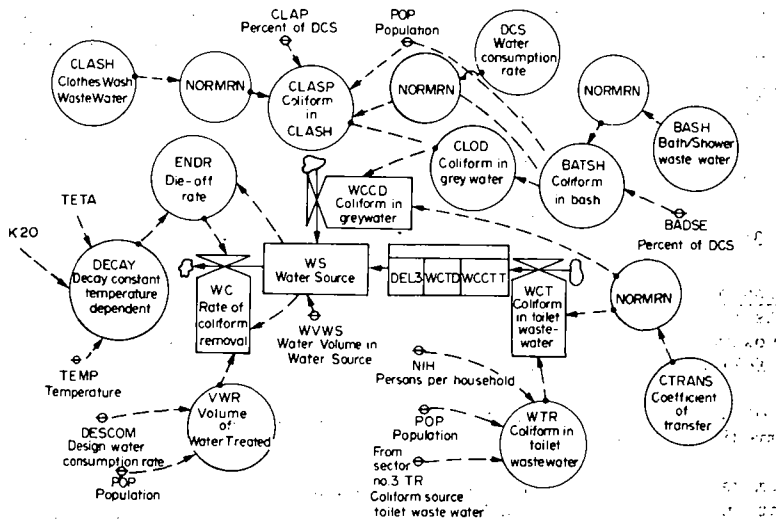 CLAP
Percent of DCS
POP
Population
DCS
Water
consumption
rate
CLASH
Clothes Wash
Waste Water
NORMRN
CLASP
Coliform
in
CLASH
NORMRN
NORMRN
BASH
Bath/Shower
waste water
ENDR
Die-off
rate
CLOD
Coliform in
grey water
BATSH
Coliform
in bash
WCCD
Coliform in
greywater
TETA
K20
BADSE
Percent of DCS
DECAY
Decay constant
temperature
dependent
WS
Water Source
DEL3 WCTD WCCTT
WC
Rate of
coliform
removal
WCT
Coliform
in toilet
waste-
water
NORMRN
WVWS
Water Volume in
Water Source
TEMP
Temperature
NIH
Persons per household
CTRANS
Coefficient
of
transfer
VWR
Volume
of
Water Treated
DESCOM
Design water
consumption rate
POP
Population
POP
Population
WTR
Coliform in
toilet
wastewater
From
sector
no.3 TR
Coliform source
toilet waste water